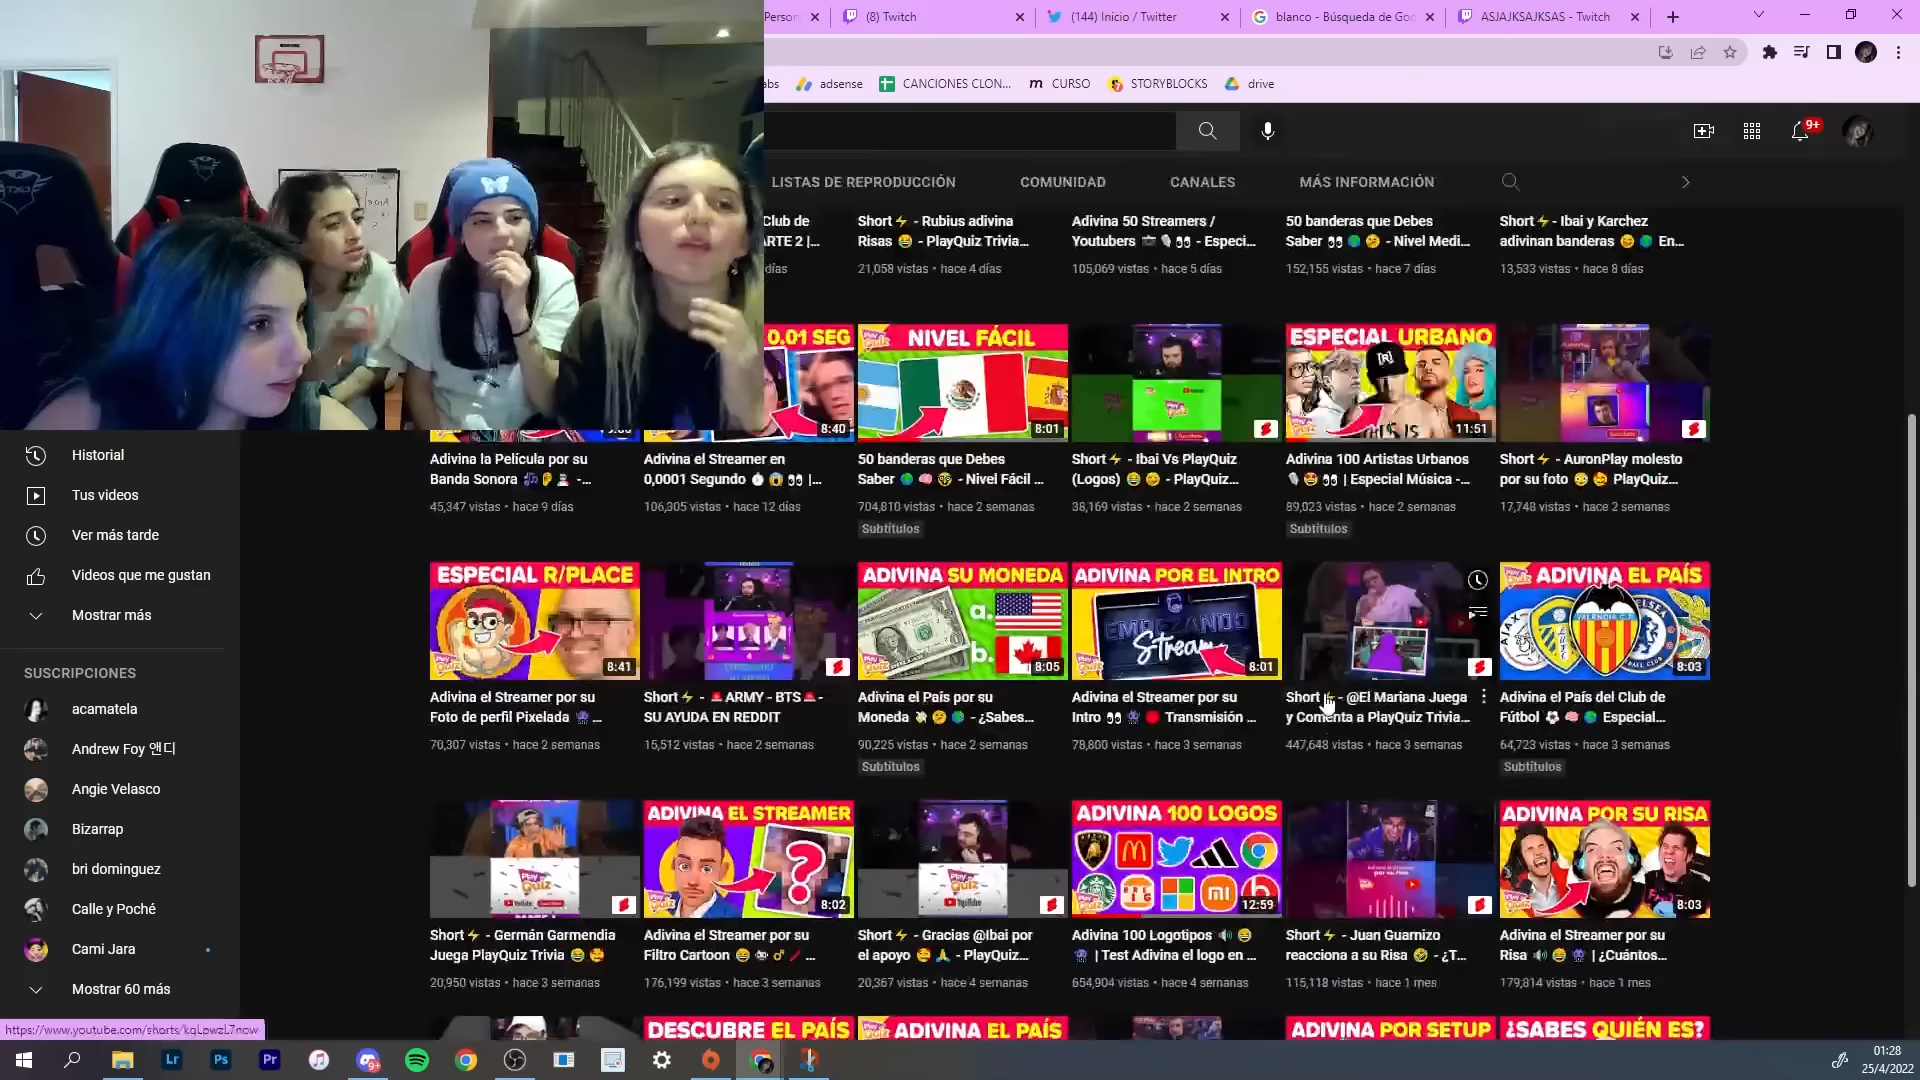 Person
(8) Twitch
(144) Inicio / Twitter
blanco - Búsqueda de Goo
ASJAJKSAJKSAS - Twitch
abs
adsense
CANCIONES CLON...
CURSO
STORYBLOCKS
drive
9+
LISTAS DE REPRODUCCIÓN
COMUNIDAD
CANALES
MÁS INFORMACIÓN
Club de
ARTE 2 |...
días
Short⚡ - Rubius adivina
Risas 😂 - PlayQuiz Trivia...
21,058 vistas • hace 4 días
Adivina 50 Streamers /
Youtubers 📷🎙️👀 - Especi...
105,069 vistas • hace 5 días
50 banderas que Debes
Saber 👀🌎🤔 - Nivel Medi...
152,155 vistas • hace 7 días
Short⚡- Ibai y Karchez
adivinan banderas 😊🌎 En...
13,533 vistas • hace 8 días
0.01 SEG
8:40
NIVEL FÁCIL
8:01
ESPECIAL URBANO
11:51
Adivina la Película por su
Banda Sonora 🎶👂 -...
45,347 vistas • hace 9 días
Adivina el Streamer en
0,0001 Segundo ⏱️😱👀 |...
106,305 vistas • hace 12 días
50 banderas que Debes
Saber 🌎🧠🤓 - Nivel Fácil ...
704,810 vistas • hace 2 semanas
Subtítulos
Short⚡ - Ibai Vs PlayQuiz
(Logos) 😂🤣 - PlayQuiz...
38,169 vistas • hace 2 semanas
Adivina 100 Artistas Urbanos
🎙️🤩👀 | Especial Música -...
89,023 vistas • hace 2 semanas
Subtítulos
Short⚡ - AuronPlay molesto
por su foto 😳🥰 PlayQuiz...
17,748 vistas • hace 2 semanas
Historial
Tus videos
Ver más tarde
Videos que me gustan
Mostrar más
SUSCRIPCIONES
acamatela
Andrew Foy 앤디
Angie Velasco
Bizarrap
bri dominguez
Calle y Poché
Cami Jara
Mostrar 60 más
ESPECIAL R/PLACE
8:41
ADIVINA SU MONEDA
a.
b.
8:05
ADIVINA POR EL INTRO
EMPEZANDO
Stream
8:01
ADIVINA EL PAÍS
VALENCIA C.F.
8:03
Adivina el Streamer por su
Foto de perfil Pixelada 👾 ...
70,307 vistas • hace 2 semanas
Short⚡ - 🚨ARMY - BTS🚨-
SU AYUDA EN REDDIT
15,512 vistas • hace 2 semanas
Adivina el País por su
Moneda 💸🤔🌎 - ¿Sabes...
90,225 vistas • hace 2 semanas
Subtítulos
Adivina el Streamer por su
Intro 👀👾🔴 Transmisión ...
78,800 vistas • hace 3 semanas
Short⚡- @El Mariana Juega
y Comenta a PlayQuiz Trivia...
447,648 vistas • hace 3 semanas
Adivina el País del Club de
Fútbol ⚽🧠🌎 Especial...
64,723 vistas • hace 3 semanas
Subtítulos
Play Quiz
YouTube
ADIVINA EL STREAMER
8:02
Play Quiz
YouTube
ADIVINA 100 LOGOS
12:59
ADIVINA POR SU RISA
8:03
Short⚡ - Germán Garmendia
Juega PlayQuiz Trivia 😂🥰
20,950 vistas • hace 3 semanas
Adivina el Streamer por su
Filtro Cartoon 😂 ...
176,199 vistas • hace 3 semanas
Short⚡ - Gracias @Ibai por
el apoyo 🥰🙏 - PlayQuiz...
20,367 vistas • hace 4 semanas
Adivina 100 Logotipos 🔊😂
👾 | Test Adivina el logo en ...
654,904 vistas • hace 4 semanas
Short⚡ - Juan Guarnizo
reacciona a su Risa 🤣 - ¿T...
115,118 vistas • hace 1 mes
Adivina el Streamer por su
Risa 🔊😂👾 | ¿Cuántos...
179,814 vistas • hace 1 mes
DESCUBRE EL PAÍS
ADIVINA EL PAÍS
ADIVINA POR SETUP
¿SABES QUIÉN ES?
Lr
Ps
Pr
9+
01:28
25/4/2022